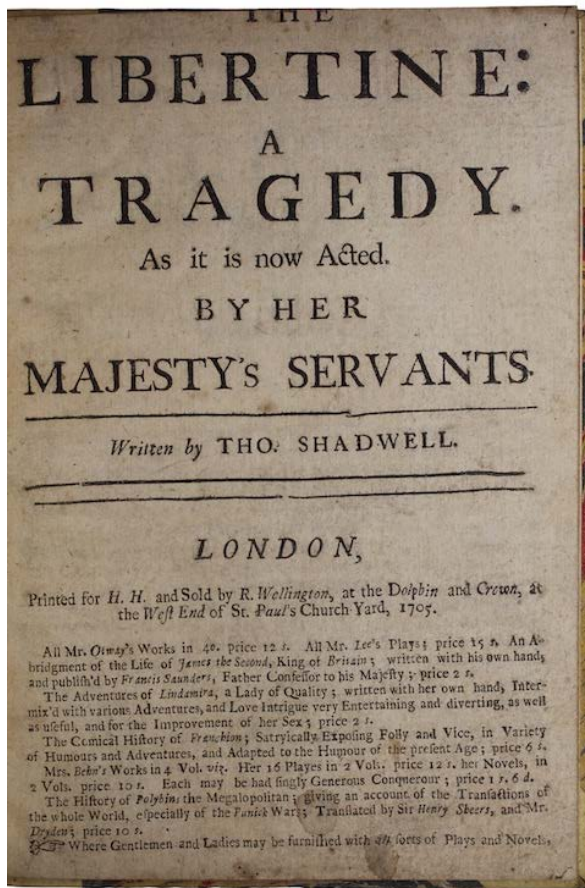 THE
LIBERTINE:
A
TRAGEDY.
As it is now Acted.
BY HER
MAJESTY's SERVANTS.
Written by THO. SHADWELL.
LONDON,
Printed for H. H. and Sold by R. Wellington, at the Dolphin and Crown, at
the West End of St. Paul's Church-Yard, 1705.
All Mr. Otway's Works in 4o. price 12 s. All Mr. Lee's Plays; price 15 s. An A-
bridgment of the Life of James the Second, King of Britain; written with his own hand,
and publish'd by Francis Saunders, Father Confessor to his Majesty; price 2 s.
The Adventures of Lindamira, a Lady of Quality; written with her own hand, Inter-
mix'd with various Adventures, and Love Intrigue very Entertaining and diverting, as well
as useful, and for the Improvement of her Sex; price 2 s.
The Comical History of Franchion; Satryically Exposing Folly and Vice, in Variety
of Humours and Adventures, and Adapted to the Humour of the present Age; price 6 s.
Mrs. Behn's Works in 4 Vol. viz. Her 16 Playes in 2 Vols. price 12 s. her Novels, in
2 Vols. price 10 s. Each may be had singly Generous Conquerour; price 1 s. 6 d.
The History of Polybius the Megalopolitan; giving an account of the Transactions of
the whole World, especially of the Punick Wars; Translated by Sir Henry Sheers, and Mr.
Dryden; price 10 s.
☞ Where Gentlemen and Ladies may be furnished with all sorts of Plays and Novels,